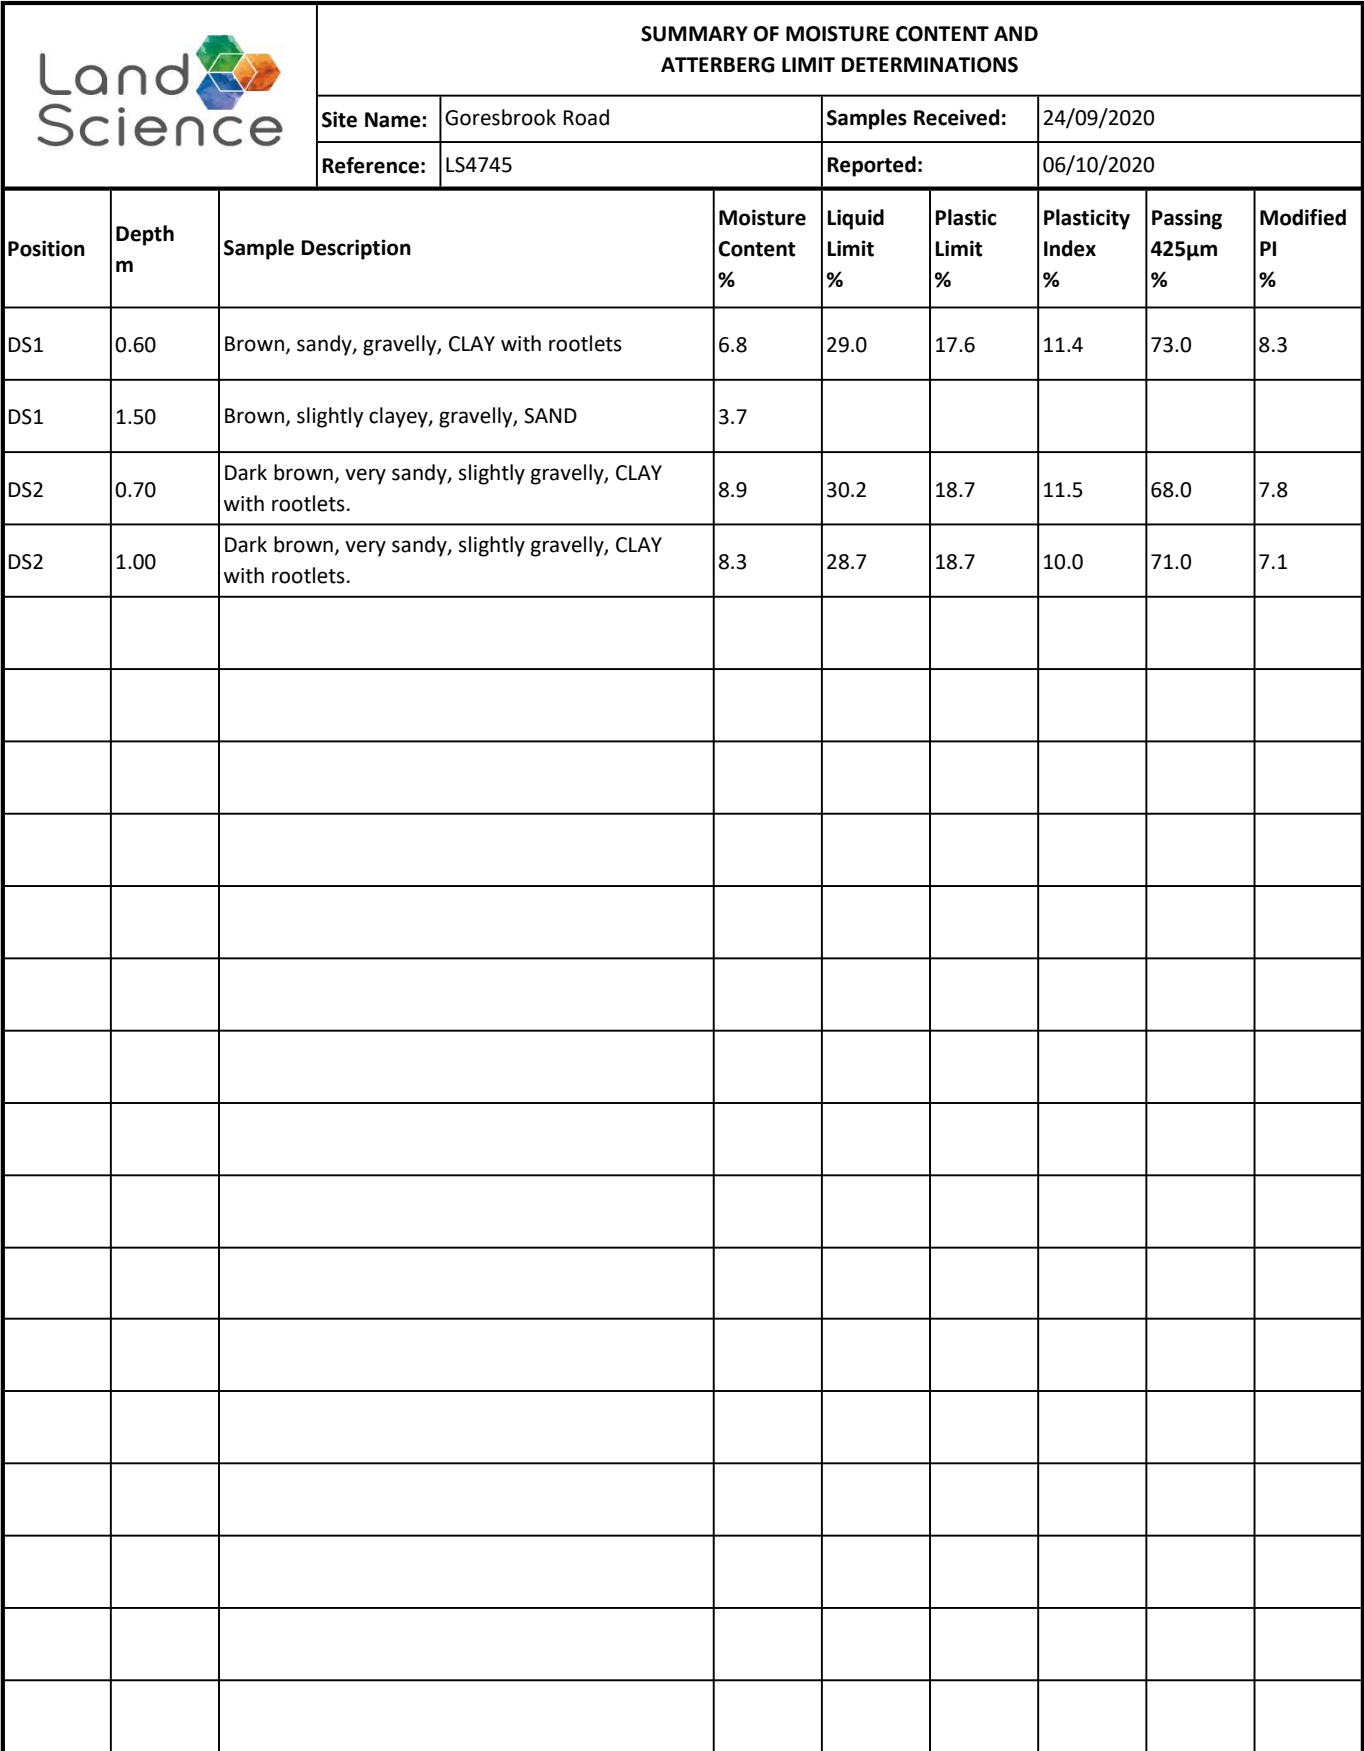 Land
Science
SUMMARY OF MOISTURE CONTENT AND
ATTERBERG LIMIT DETERMINATIONS
Site Name: Goresbrook Road Samples Received: 24/09/2020
Reference: LS4745 Reported: 06/10/2020
Position Depth m Sample Description Moisture Content % Liquid Limit % Plastic Limit % Plasticity Index % Passing 425µm % Modified PI %
DS1 0.60 Brown, sandy, gravelly, CLAY with rootlets 6.8 29.0 17.6 11.4 73.0 8.3
DS1 1.50 Brown, slightly clayey, gravelly, SAND 3.7
DS2 0.70 Dark brown, very sandy, slightly gravelly, CLAY with rootlets. 8.9 30.2 18.7 11.5 68.0 7.8
DS2 1.00 Dark brown, very sandy, slightly gravelly, CLAY with rootlets. 8.3 28.7 18.7 10.0 71.0 7.1